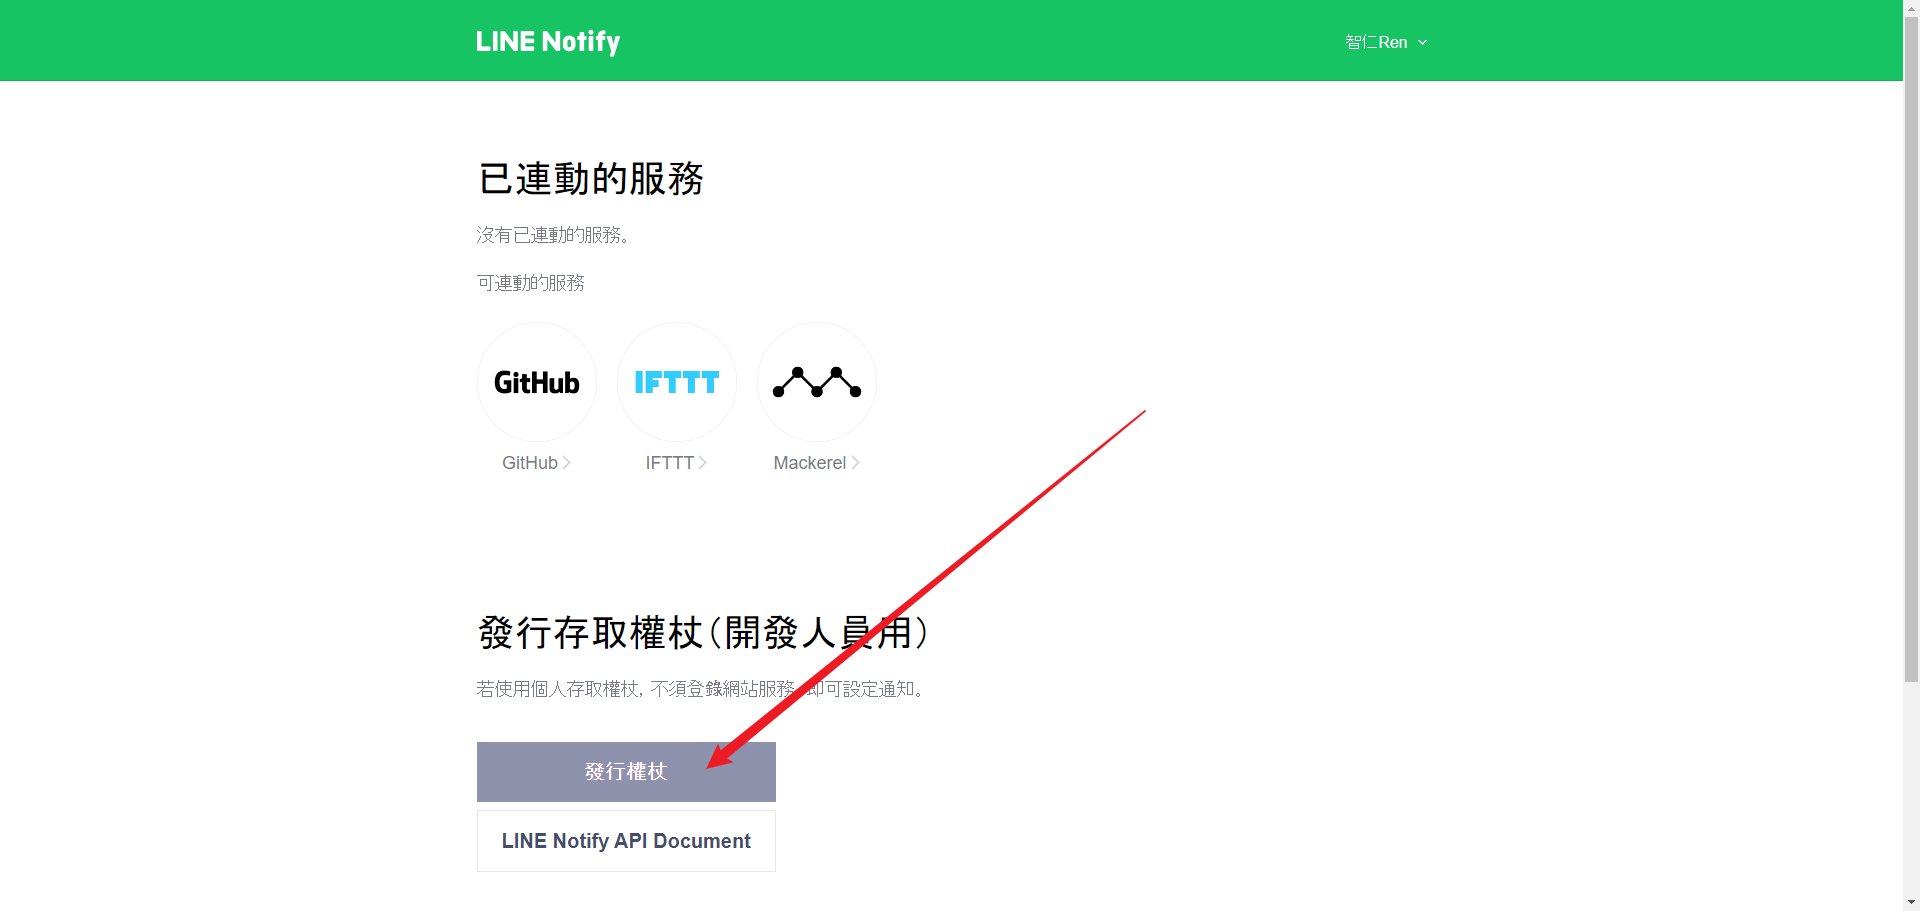 LINE Notify
智仁Ren
已連動的服務
沒有已連動的服務。
可連動的服務
GitHub
IFTTT
GitHub
IFTTT
Mackerel
發行存取權杖(開發人員用)
若使用個人存取權杖, 不須登錄網站服務 即可設定通知。
發行權杖
LINE Notify API Document